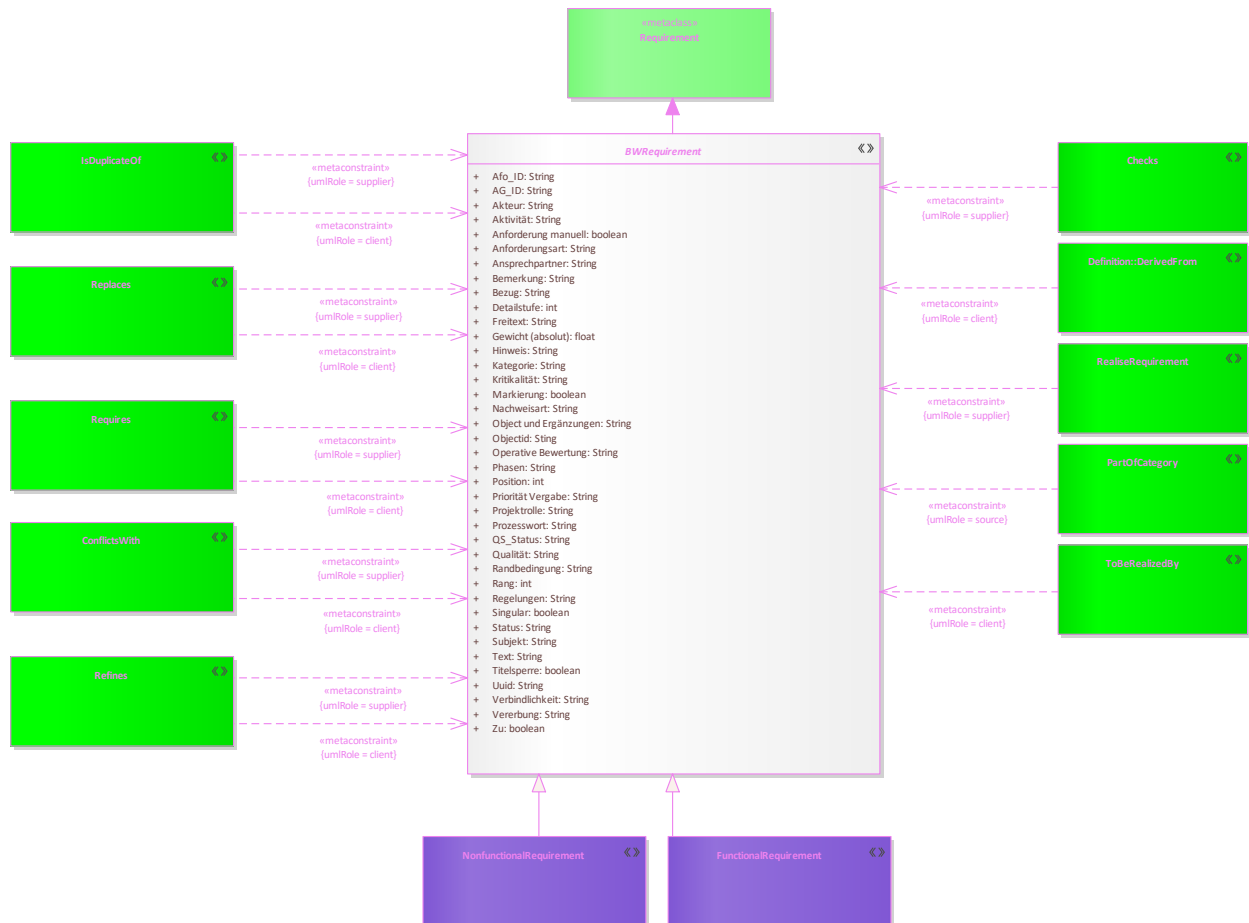 «metaclass»
Requirement
BWRequirement
+ Afo_ID: String
+ AG_ID: String
+ Akteur: String
+ Aktivität: String
+ Anforderung manuell: boolean
+ Anforderungsart: String
+ Ansprechpartner: String
+ Bemerkung: String
+ Bezug: String
+ Detailstufe: int
+ Freitext: String
+ Gewicht (absolut): float
+ Hinweis: String
+ Kategorie: String
+ Kritikalität: String
+ Markierung: boolean
+ Nachweisart: String
+ Object und Ergänzungen: String
+ Objectid: Sting
+ Operative Bewertung: String
+ Phasen: String
+ Position: int
+ Priorität Vergabe: String
+ Projektrolle: String
+ Prozesswort: String
+ QS_Status: String
+ Qualität: String
+ Randbedingung: String
+ Rang: int
+ Regelungen: String
+ Singular: boolean
+ Status: String
+ Subjekt: String
+ Text: String
+ Titelsperre: boolean
+ Uuid: String
+ Verbindlichkeit: String
+ Vererbung: String
+ Zu: boolean
IsDuplicateOf
«metaconstraint»
{umlRole = supplier}
«metaconstraint»
{umlRole = client}
Replaces
«metaconstraint»
{umlRole = supplier}
«metaconstraint»
{umlRole = client}
Requires
«metaconstraint»
{umlRole = supplier}
«metaconstraint»
{umlRole = client}
ConflictsWith
«metaconstraint»
{umlRole = supplier}
«metaconstraint»
{umlRole = client}
Refines
«metaconstraint»
{umlRole = supplier}
«metaconstraint»
{umlRole = client}
Checks
«metaconstraint»
{umlRole = supplier}
Definition::DerivedFrom
«metaconstraint»
{umlRole = client}
RealiseRequirement
«metaconstraint»
{umlRole = supplier}
PartOfCategory
«metaconstraint»
{umlRole = source}
ToBeRealizedBy
«metaconstraint»
{umlRole = client}
NonfunctionalRequirement
FunctionalRequirement